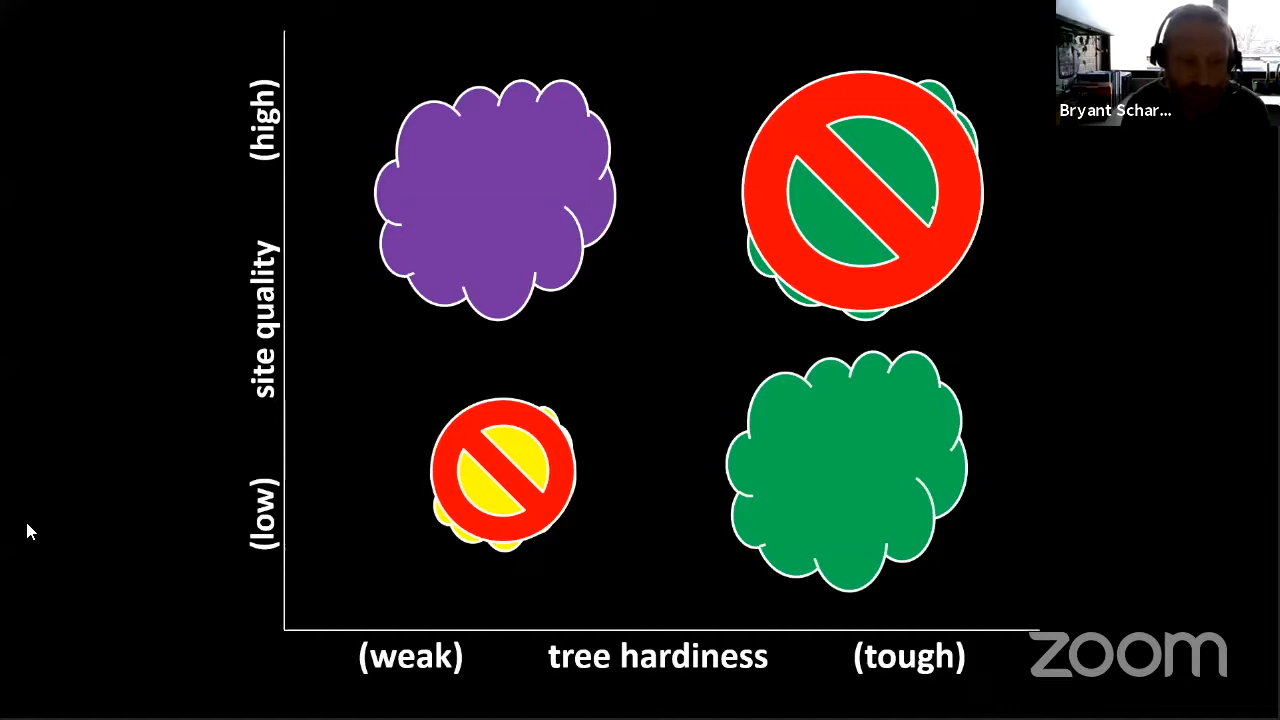 Bryant Schar...
(high)
site quality
(low)
(weak) tree hardiness (tough)
zoom